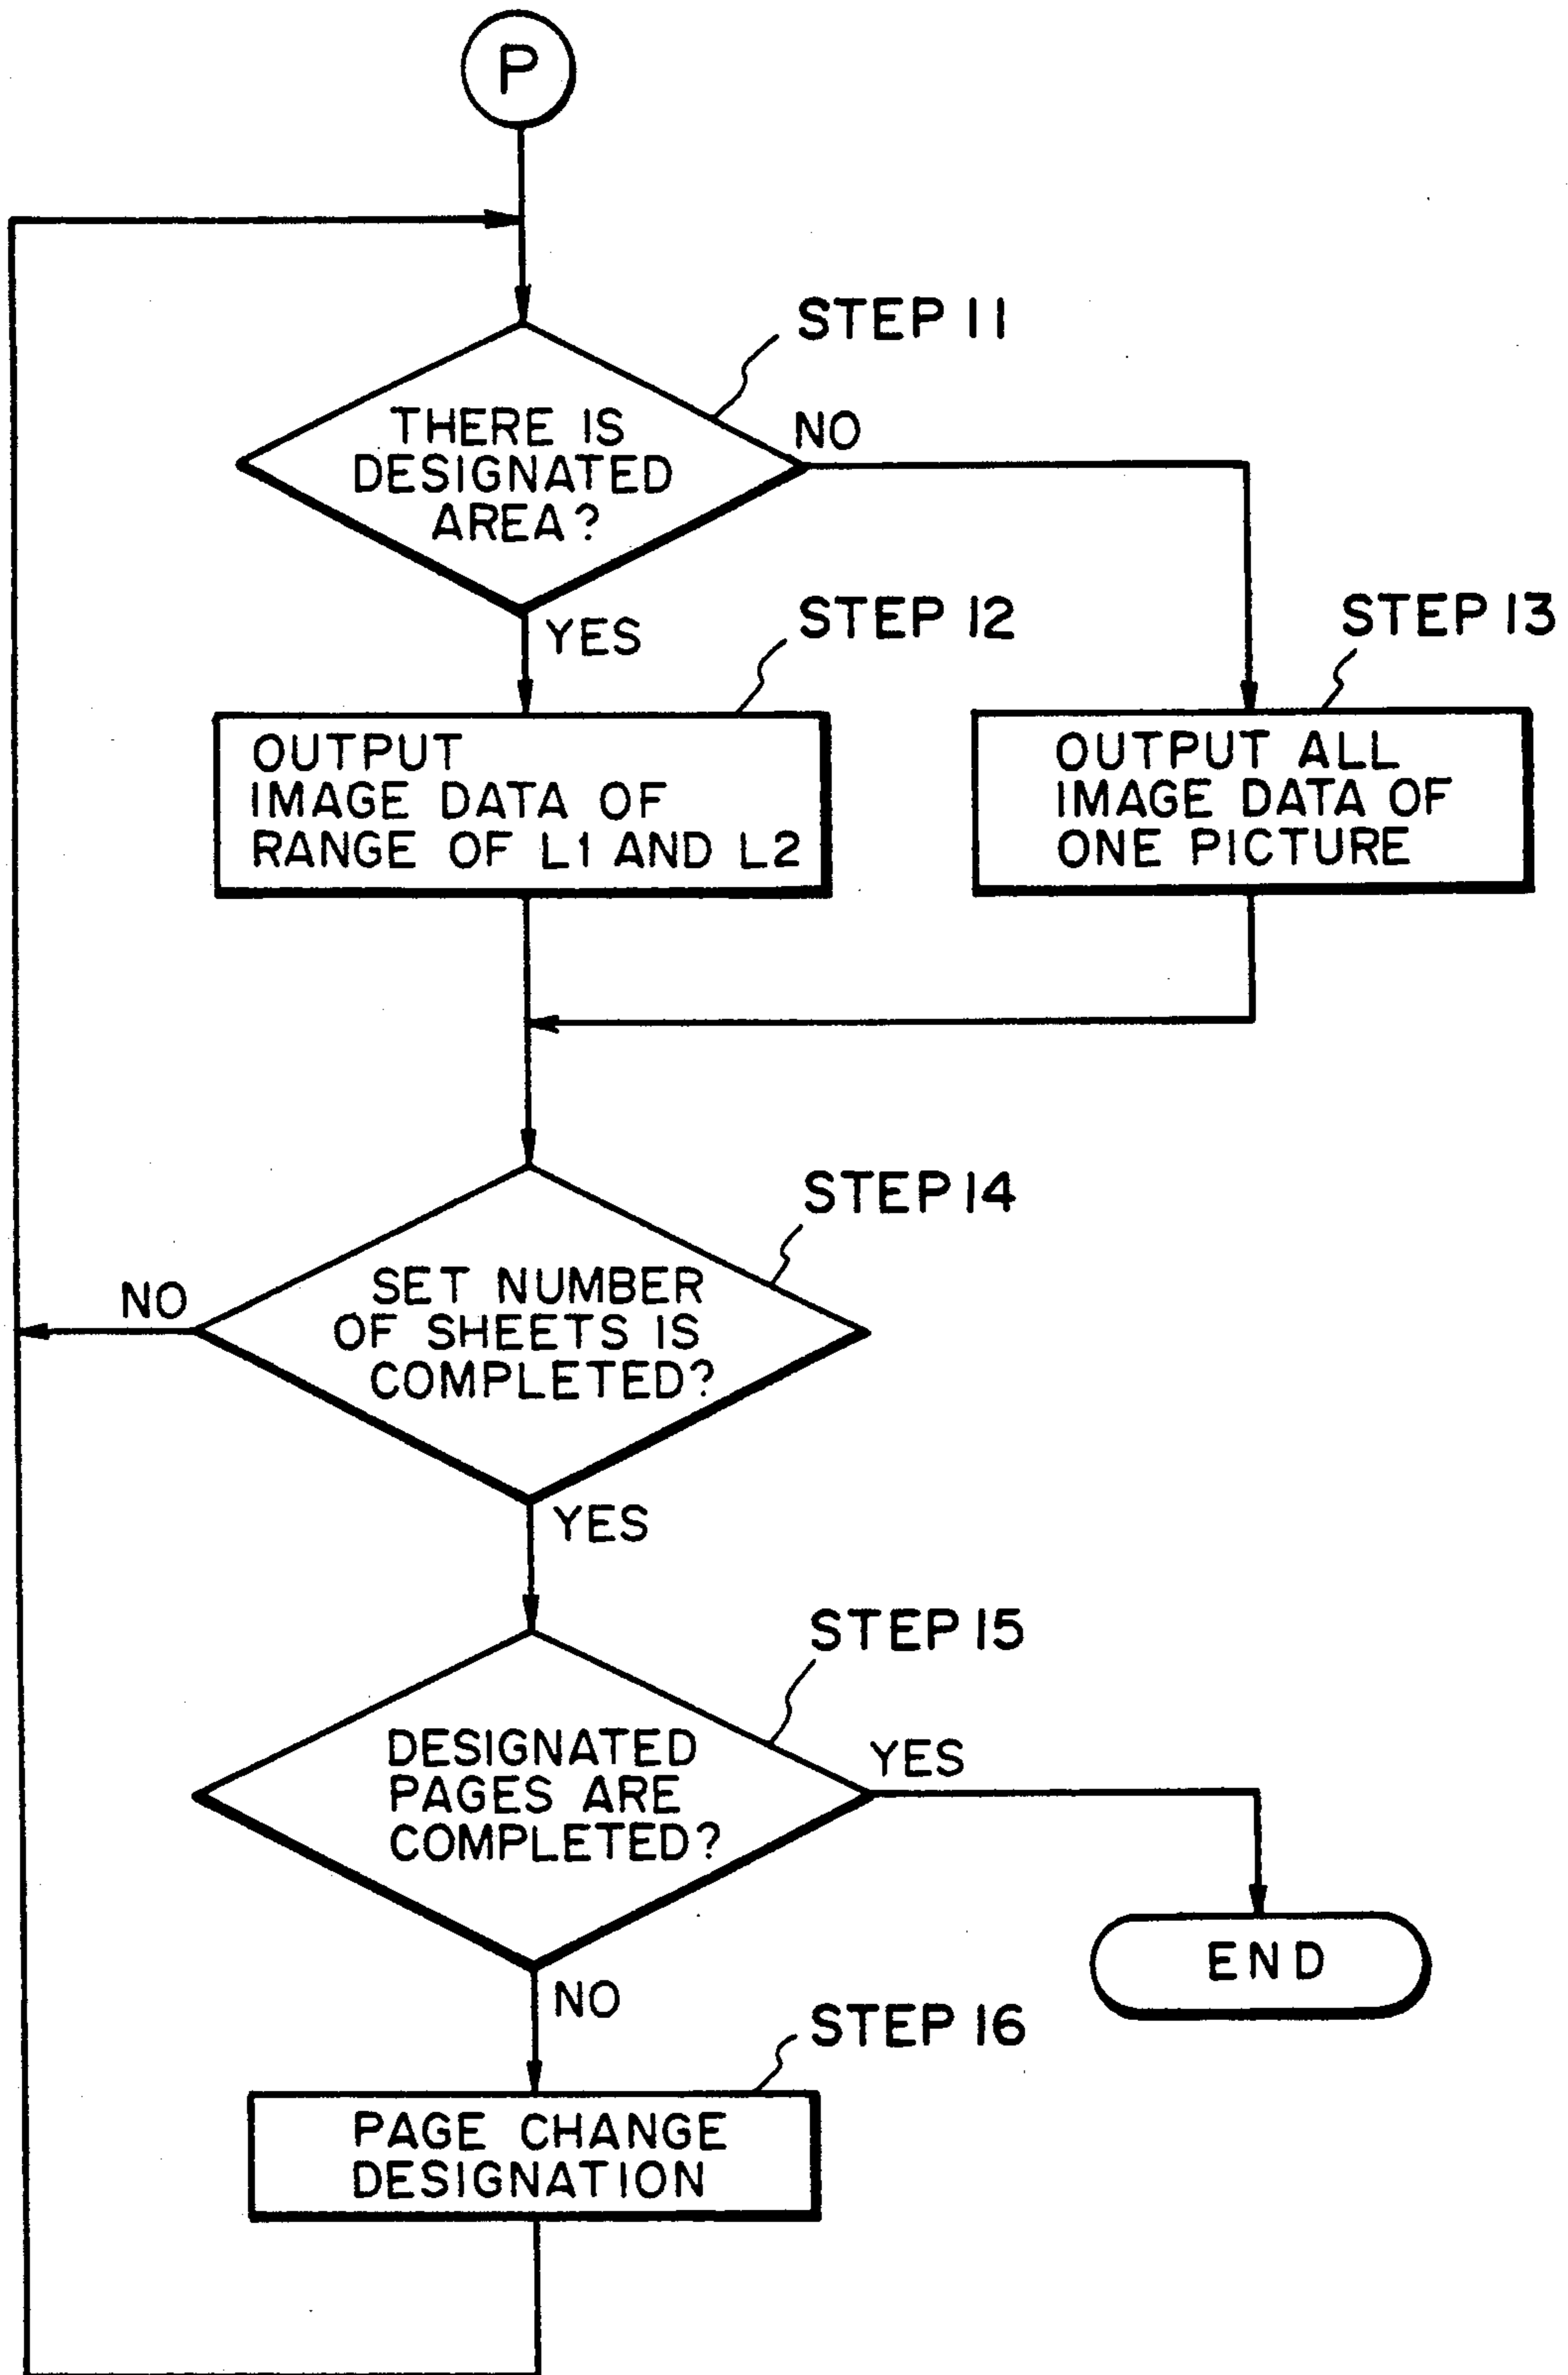 P
STEP 11
THERE IS
DESIGNATED
AREA?
NO
YES
STEP 12
STEP 13
OUTPUT
IMAGE DATA OF
RANGE OF L1 AND L2
OUTPUT ALL
IMAGE DATA OF
ONE PICTURE
STEP 14
SET NUMBER
OF SHEETS IS
COMPLETED?
NO
YES
STEP 15
DESIGNATED
PAGES ARE
COMPLETED?
YES
END
NO
STEP 16
PAGE CHANGE
DESIGNATION